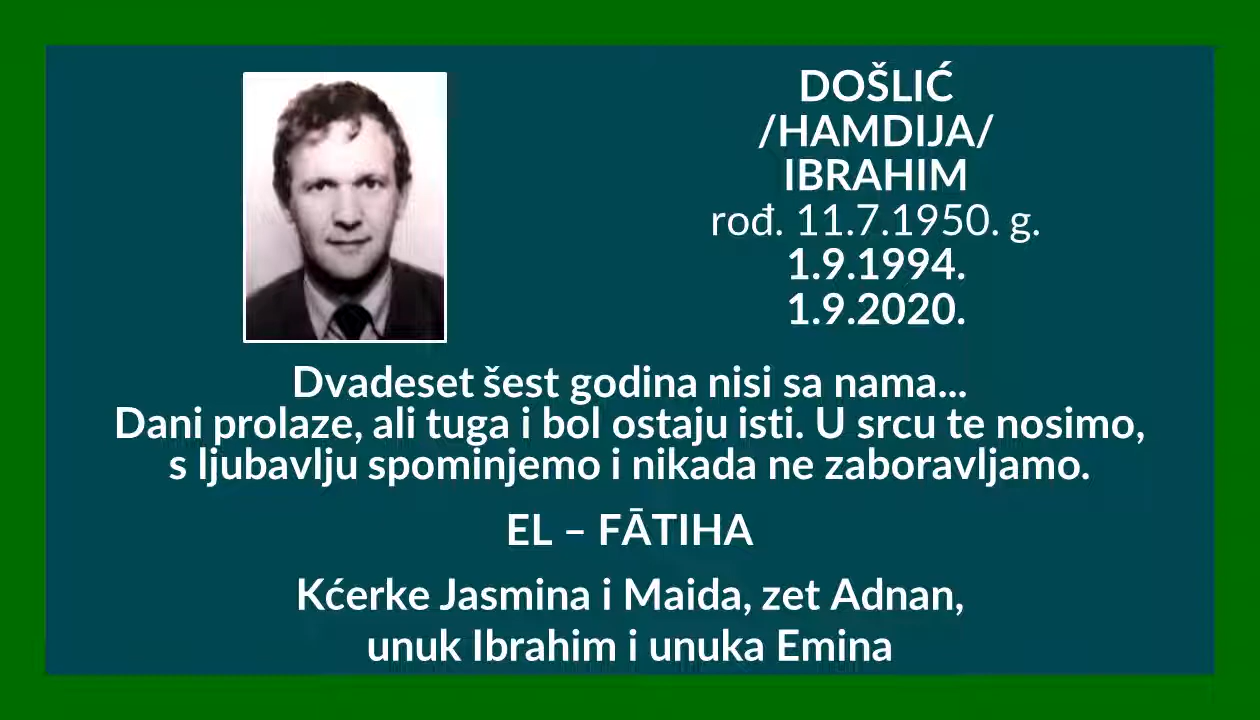 DOŠLIĆ
/HAMDIJA/
IBRAHIM
rođ. 11.7.1950. g.
1.9.1994.
1.9.2020.
Dvadeset šest godina nisi sa nama...
Dani prolaze, ali tuga i bol ostaju isti. U srcu te nosimo,
s ljubavlju spominjemo i nikada ne zaboravljamo.
EL – FĀTIHA
Kćerke Jasmina i Maida, zet Adnan,
unuk Ibrahim i unuka Emina